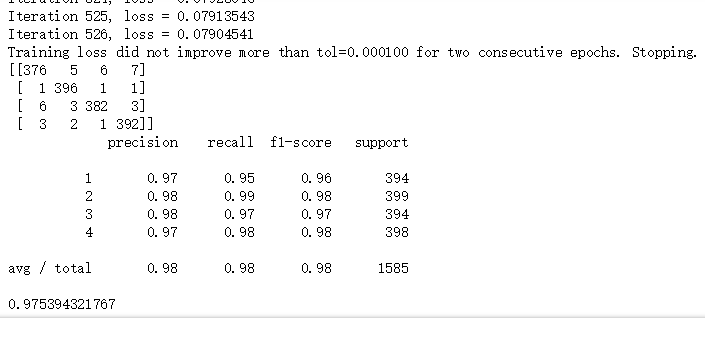 Iteration 525, loss = 0.07913543
Iteration 526, loss = 0.07904541
Training loss did not improve more than tol=0.000100 for two consecutive epochs. Stopping.
[[376   5   6   7]
 [  1 396   1   1]
 [  6   3 382   3]
 [  3   2   1 392]]
             precision    recall  f1-score   support
          1       0.97      0.95      0.96       394
          2       0.98      0.99      0.98       399
          3       0.98      0.97      0.97       394
          4       0.97      0.98      0.98       398
avg / total       0.98      0.98      0.98      1585
0.975394321767